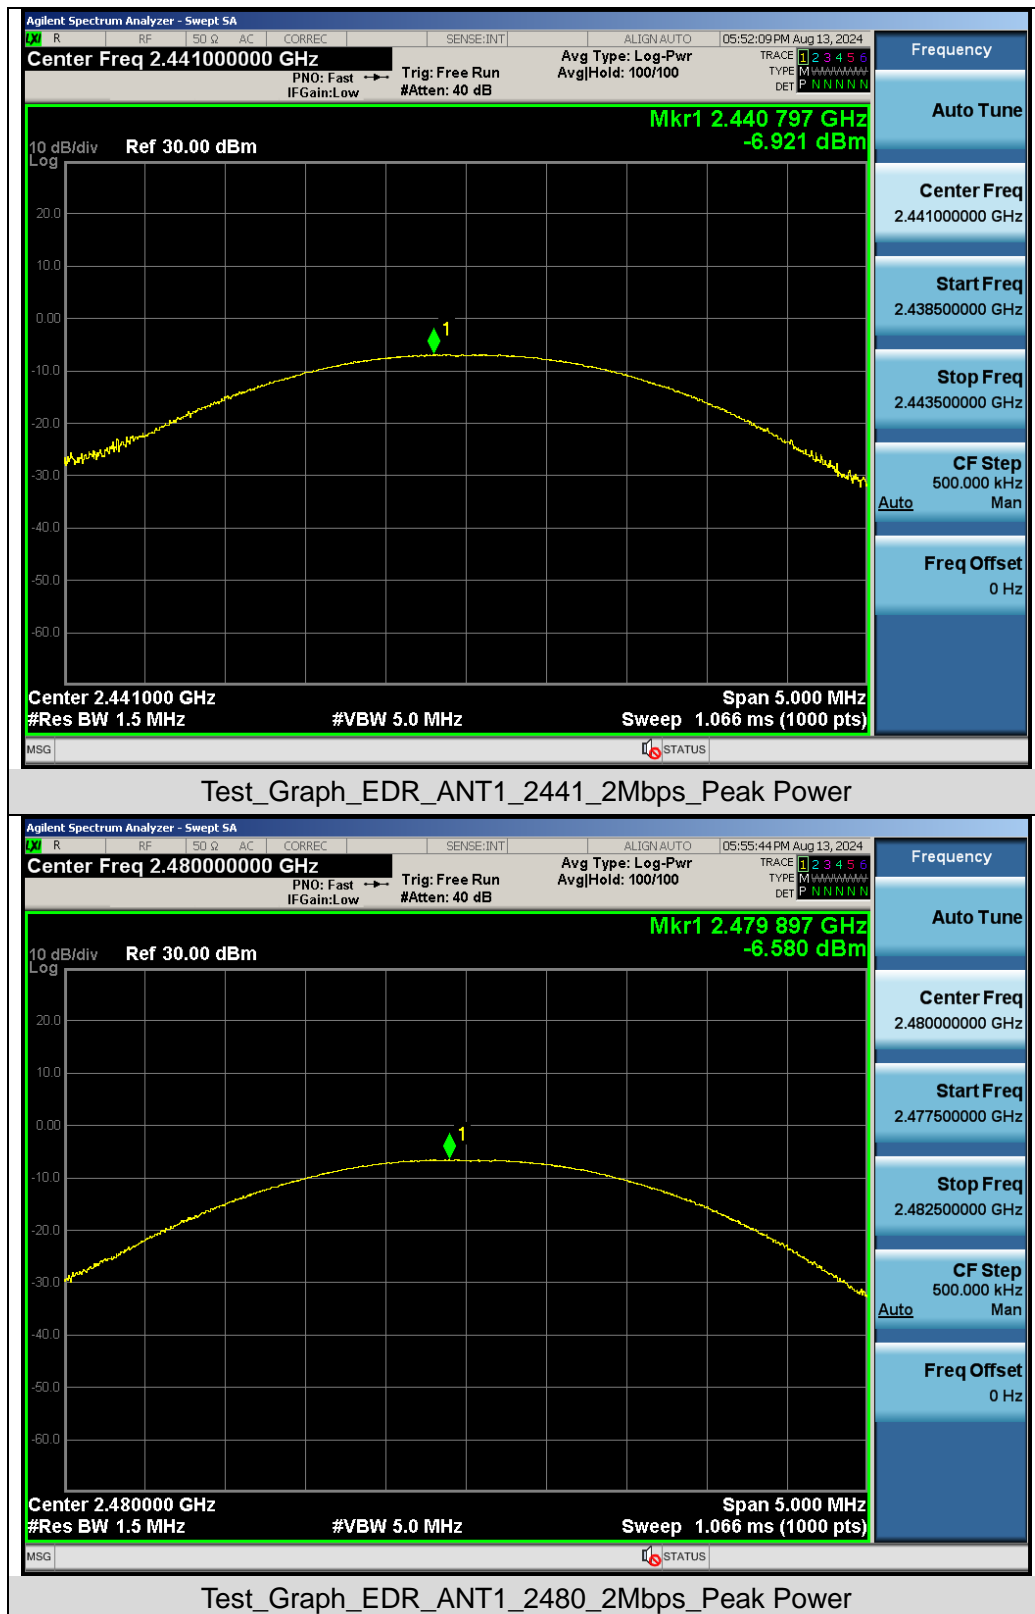 Agilent Spectrum Analyzer - Swept SA
LXI R RF 50 Ω AC CORREC SENSE:INT ALIGN AUTO 05:52:09 PM Aug 13, 2024
Center Freq 2.441000000 GHz
PNO: Fast
IFGain:Low
Trig: Free Run
#Atten: 40 dB
Avg Type: Log-Pwr
Avg|Hold: 100/100
TRACE 1 2 3 4 5 6
TYPE M WWWWW
DET P N N N N N
Frequency
Auto Tune
Mkr1 2.440 797 GHz
-6.921 dBm
10 dB/div Ref 30.00 dBm
Log
20.0
10.0
0.00
-10.0
-20.0
-30.0
-40.0
-50.0
-60.0
1
Center Freq
2.441000000 GHz
Start Freq
2.438500000 GHz
Stop Freq
2.443500000 GHz
CF Step
500.000 kHz
Auto Man
Freq Offset
0 Hz
Center 2.441000 GHz Span 5.000 MHz
#Res BW 1.5 MHz #VBW 5.0 MHz Sweep 1.066 ms (1000 pts)
MSG STATUS
Test_Graph_EDR_ANT1_2441_2Mbps_Peak Power
Agilent Spectrum Analyzer - Swept SA
LXI R RF 50 Ω AC CORREC SENSE:INT ALIGN AUTO 05:55:44 PM Aug 13, 2024
Center Freq 2.480000000 GHz
PNO: Fast
IFGain:Low
Trig: Free Run
#Atten: 40 dB
Avg Type: Log-Pwr
Avg|Hold: 100/100
TRACE 1 2 3 4 5 6
TYPE M WWWWW
DET P N N N N N
Frequency
Auto Tune
Mkr1 2.479 897 GHz
-6.580 dBm
10 dB/div Ref 30.00 dBm
Log
20.0
10.0
0.00
-10.0
-20.0
-30.0
-40.0
-50.0
-60.0
1
Center Freq
2.480000000 GHz
Start Freq
2.477500000 GHz
Stop Freq
2.482500000 GHz
CF Step
500.000 kHz
Auto Man
Freq Offset
0 Hz
Center 2.480000 GHz Span 5.000 MHz
#Res BW 1.5 MHz #VBW 5.0 MHz Sweep 1.066 ms (1000 pts)
MSG STATUS
Test_Graph_EDR_ANT1_2480_2Mbps_Peak Power